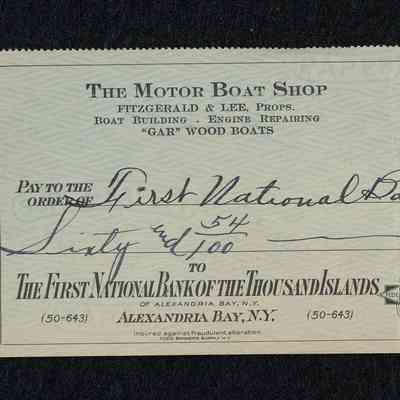 THE MOTOR BOAT SHOP
FITZGERALD & LEE, PROPS.
BOAT BUILDING . ENGINE REPAIRING
"GAR" WOOD BOATS
PAY TO THE
ORDER OF First National Ba
Sixty and 54/100
TO
THE FIRST NATIONAL BANK OF THE THOUSAND ISLANDS
OF ALEXANDRIA BAY, N.Y.
(50-643) ALEXANDRIA BAY, N.Y. (50-643)
Insured against fraudulent alteration